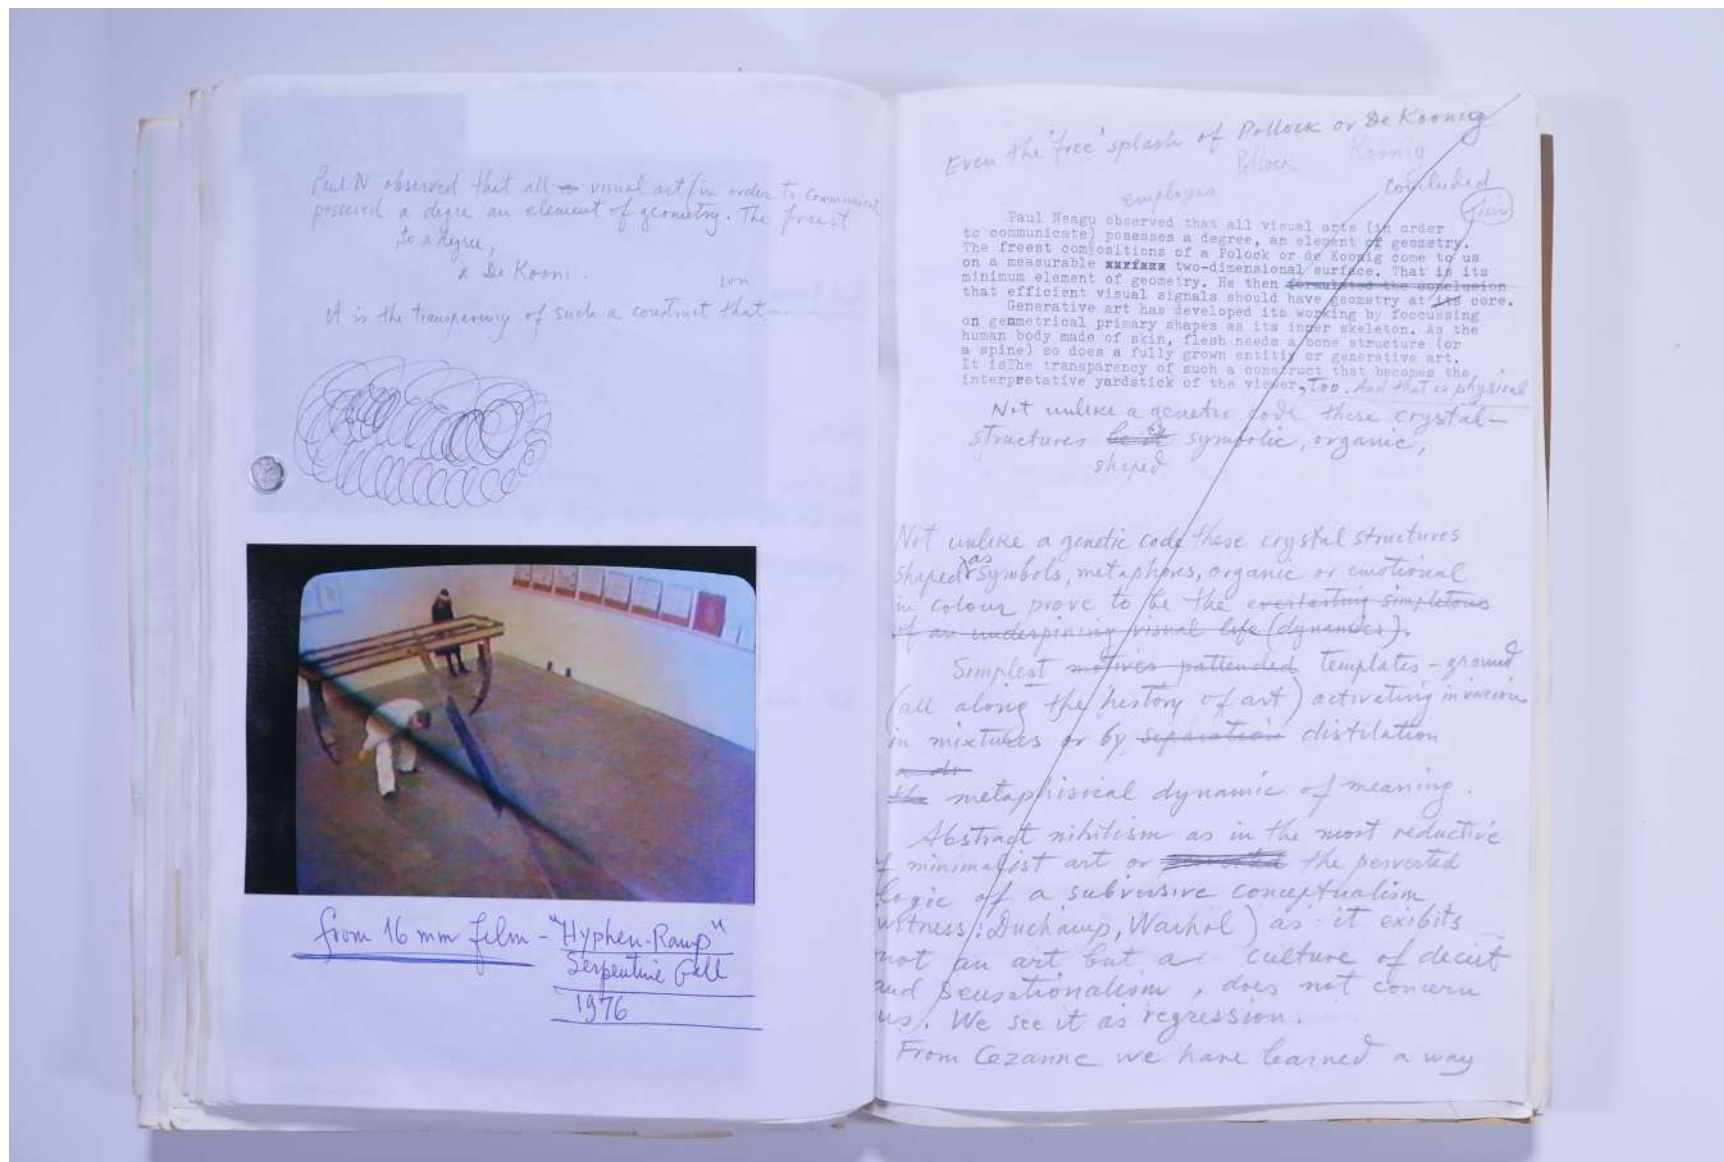 Paul N observed that all visual art (in order to communicate
possesed a degre an element of geometry. The freest
to a degree,
a De Kooni.
It is the transparency of such a construct that
from 16 mm film - "Hyphen-Ramp"
Serpentine Gall
1976
Even the 'free' splash of Pollock or De Koonig
Pollock Koonig
employes
concluded
Paul Neagu observed that all visual arts (in order
to communicate) posesses a degree, an element of geometry.
The freest compositions of a Polock or de Koonig come to us
on a measurable two-dimensional surface. That is its
minimum element of geometry. He then formulated the conclusion
that efficient visual signals should have geometry at its core.
Generative art has developed its working by foccussing
on geometrical primary shapes as its inner skeleton. As the
human body made of skin, flesh needs a bone structure (or
a spine) so does a fully grown entitiy or generative art.
It is The transparency of such a construct that becomes the
interpretative yardstick of the viewer, too. And that is physical
Not unlike a genetic code these crystal-
structures be it symbolic, organic,
shaped
Not unlike a genetic code these crystal structures
shaped as symbols, metaphores, organic or emotional
in colour prove to be the everlasting simpletons
of an underpining visual life (dynamics).
Simplest motives templates - ground
(all along the history of art) activating in various
in mixtures or by separation distilation
the metaphisical dynamic of meaning.
Abstract nihilism as in the most reductive
of minimalist art or the perverted
logic of a subversive conceptualism
witness: Duchamp, Warhol) as it exibits
not an art but a culture of deceit
and sensationalism, does not concern
us. We see it as regression.
From Cezanne we have learned a way